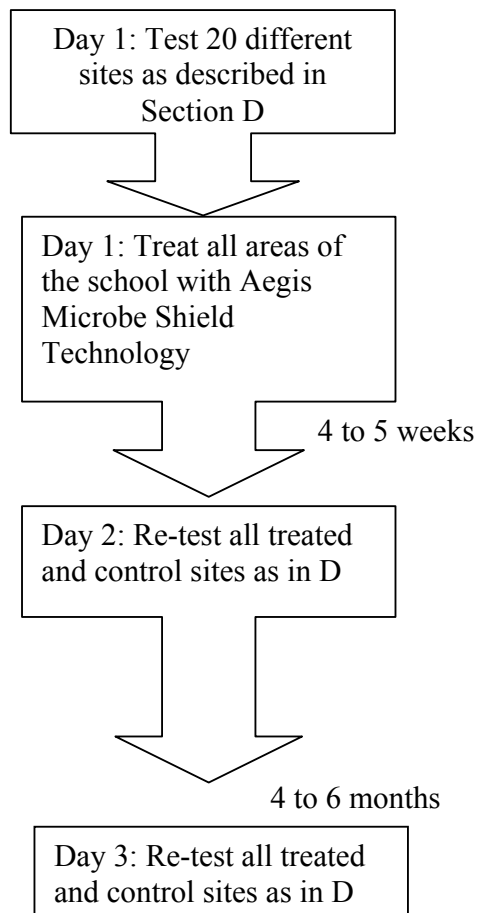 Day 1: Test 20 different
sites as described in
Section D
Day 1: Treat all areas of
the school with Aegis
Microbe Shield
Technology
4 to 5 weeks
Day 2: Re-test all treated
and control sites as in D
4 to 6 months
Day 3: Re-test all treated
and control sites as in D